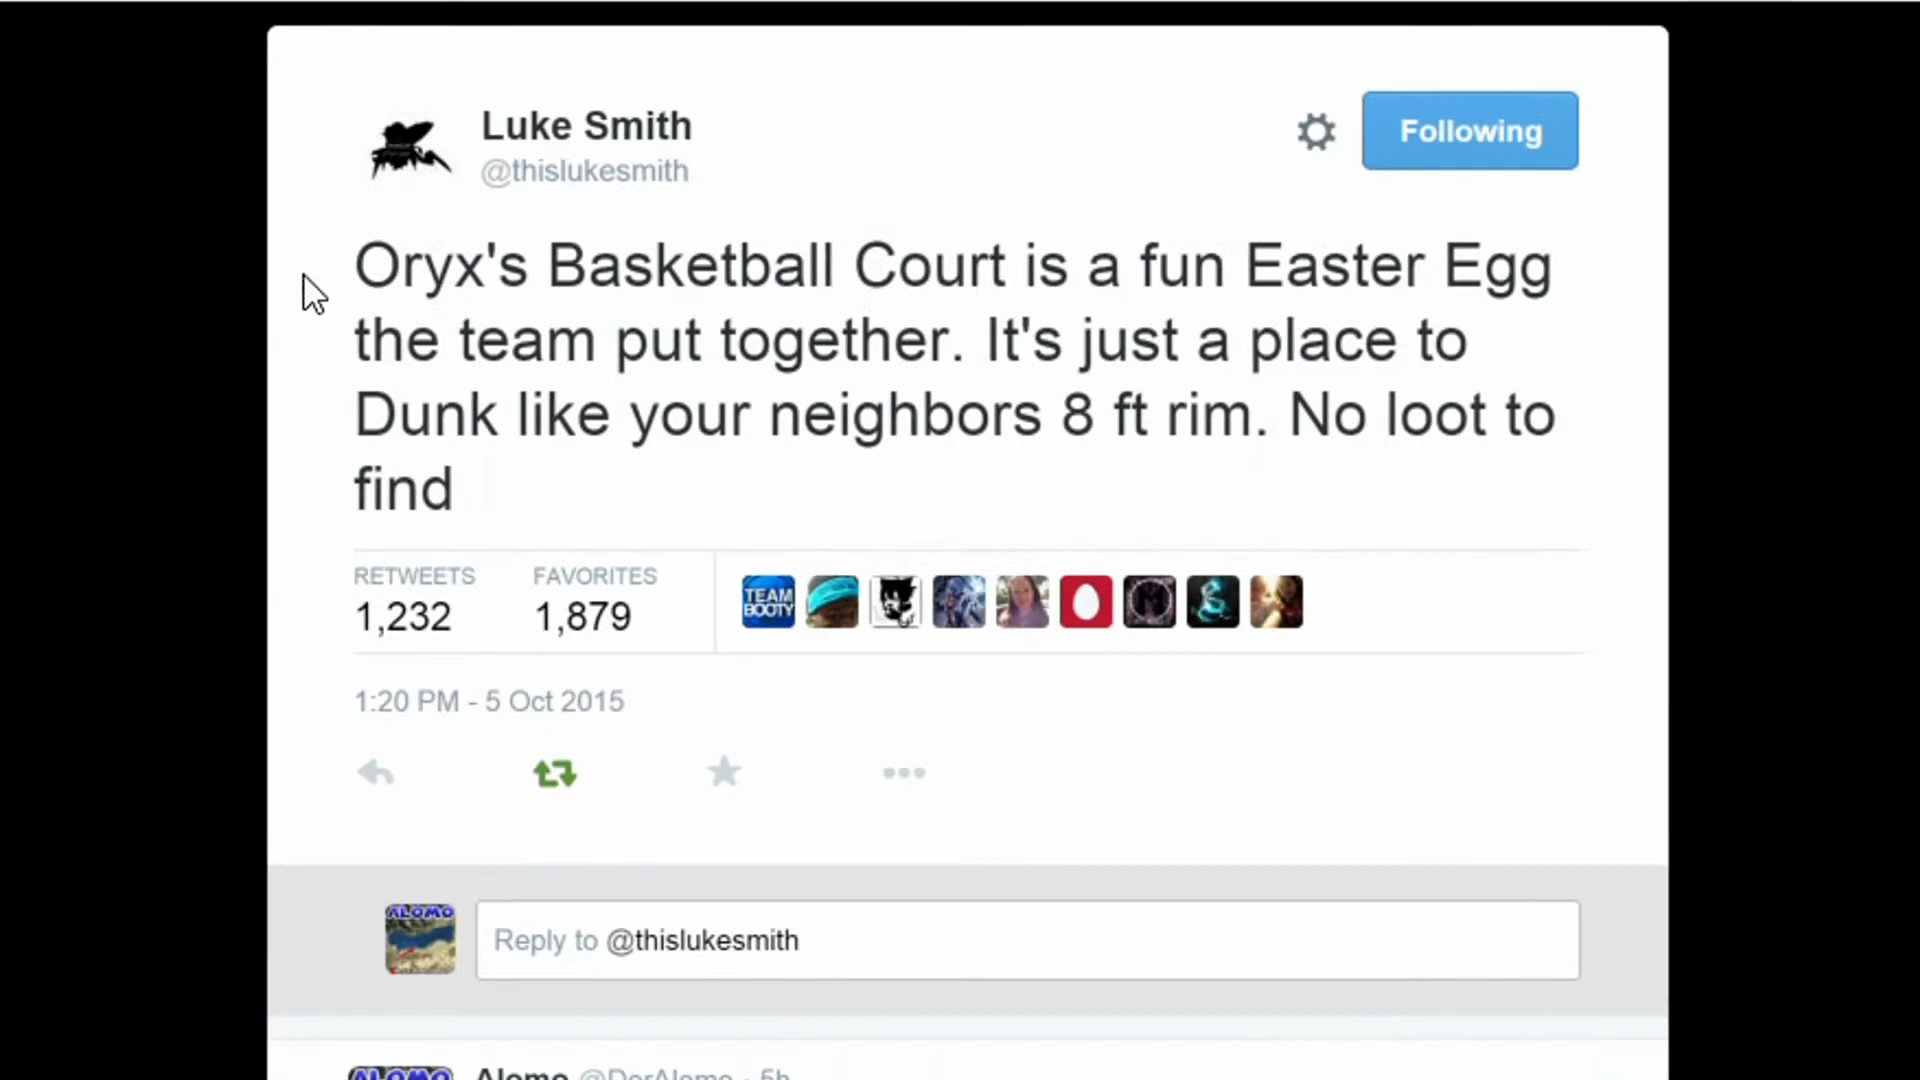 Luke Smith
@thislukesmith
Following
Oryx's Basketball Court is a fun Easter Egg
the team put together. It's just a place to
Dunk like your neighbors 8 ft rim. No loot to
find
RETWEETS
1,232
FAVORITES
1,879
TEAM
BOOTY
1:20 PM - 5 Oct 2015
ALOMO
Reply to @thislukesmith
ALOMO
Alomo @DerAlomo - 5h